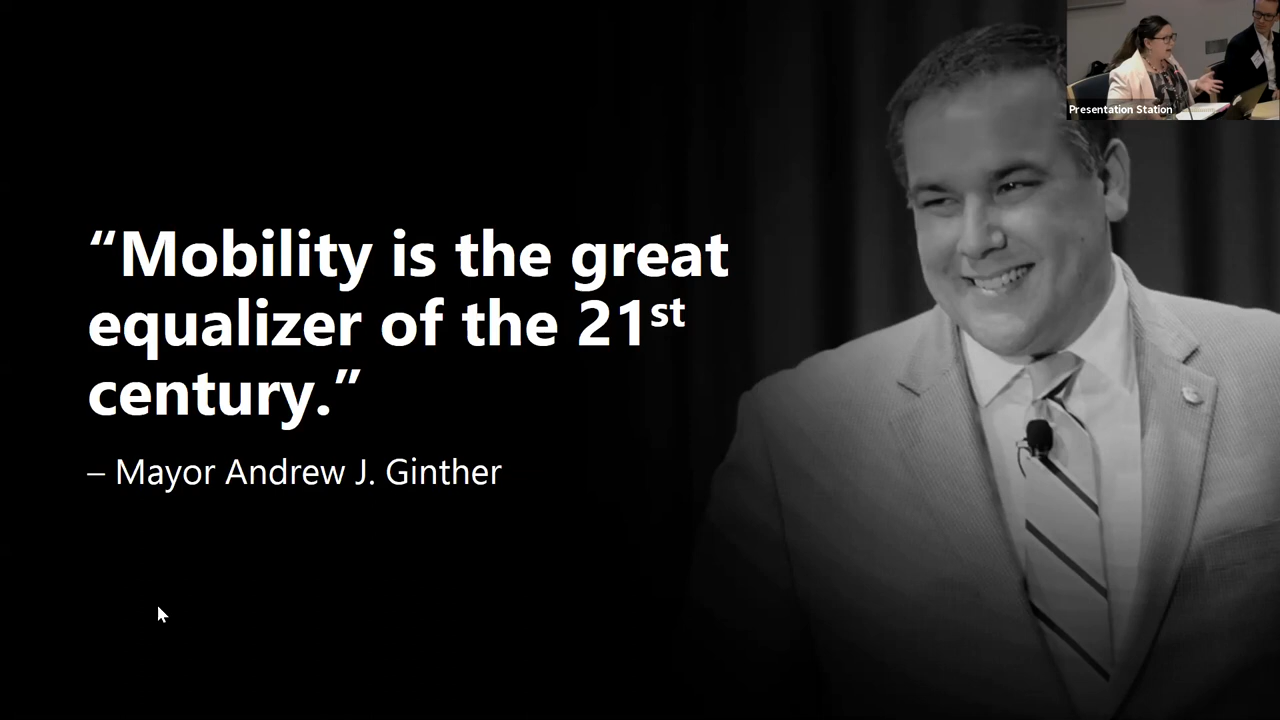 Presentation Station
“Mobility is the great
equalizer of the 21st
century.”
– Mayor Andrew J. Ginther